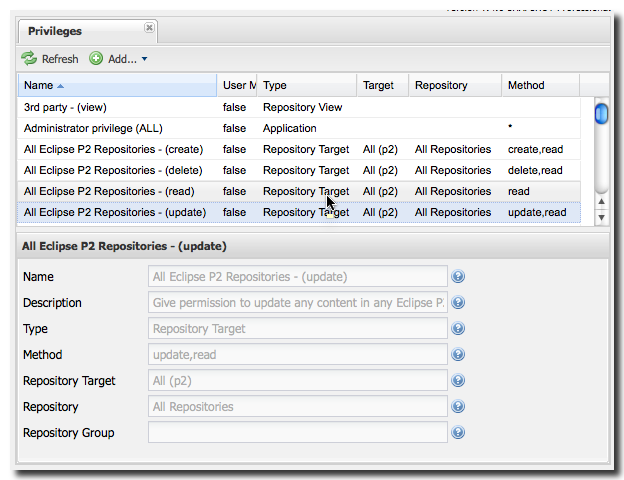 Privileges
Refresh Add...
Name User M Type Target Repository Method
3rd party - (view) false Repository View
Administrator privilege (ALL) false Application *
All Eclipse P2 Repositories - (create) false Repository Target All (p2) All Repositories create,read
All Eclipse P2 Repositories - (delete) false Repository Target All (p2) All Repositories delete,read
All Eclipse P2 Repositories - (read) false Repository Target All (p2) All Repositories read
All Eclipse P2 Repositories - (update) false Repository Target All (p2) All Repositories update,read
All Eclipse P2 Repositories - (update)
Name All Eclipse P2 Repositories - (update)
Description Give permission to update any content in any Eclipse P
Type Repository Target
Method update,read
Repository Target All (p2)
Repository All Repositories
Repository Group